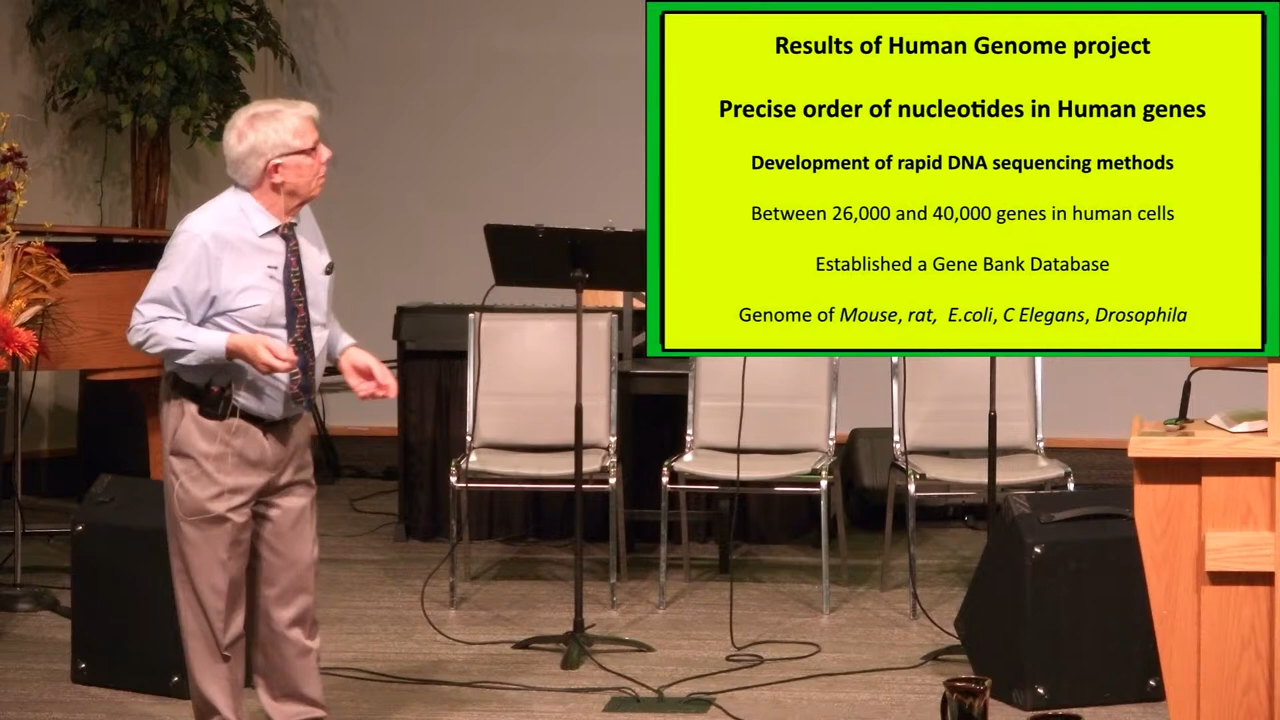 Results of Human Genome project
Precise order of nucleotides in Human genes
Development of rapid DNA sequencing methods
Between 26,000 and 40,000 genes in human cells
Established a Gene Bank Database
Genome of Mouse, rat, E.coli, C Elegans, Drosophila